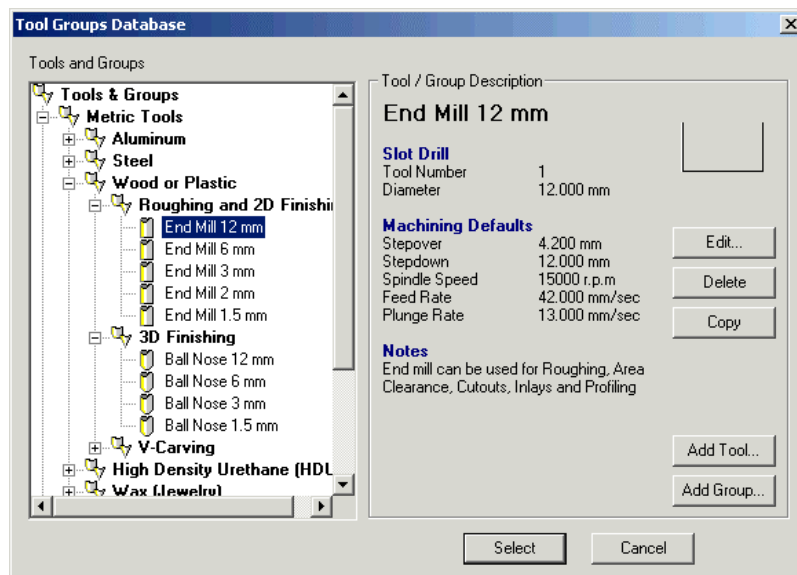 Tool Groups Database
Tools and Groups
Tools & Groups
Metric Tools
Aluminum
Steel
Wood or Plastic
Roughing and 2D Finishi
End Mill 12 mm
End Mill 6 mm
End Mill 3 mm
End Mill 2 mm
End Mill 1.5 mm
3D Finishing
Ball Nose 12 mm
Ball Nose 6 mm
Ball Nose 3 mm
Ball Nose 1.5 mm
V-Carving
High Density Urethane (HDU
Wax (Jewelry)
Tool / Group Description
End Mill 12 mm
Slot Drill
Tool Number 1
Diameter 12.000 mm
Machining Defaults
Stepover 4.200 mm
Stepdown 12.000 mm
Spindle Speed 15000 r.p.m
Feed Rate 42.000 mm/sec
Plunge Rate 13.000 mm/sec
Notes
End mill can be used for Roughing, Area
Clearance, Cutouts, Inlays and Profiling
Edit...
Delete
Copy
Add Tool...
Add Group...
Select
Cancel